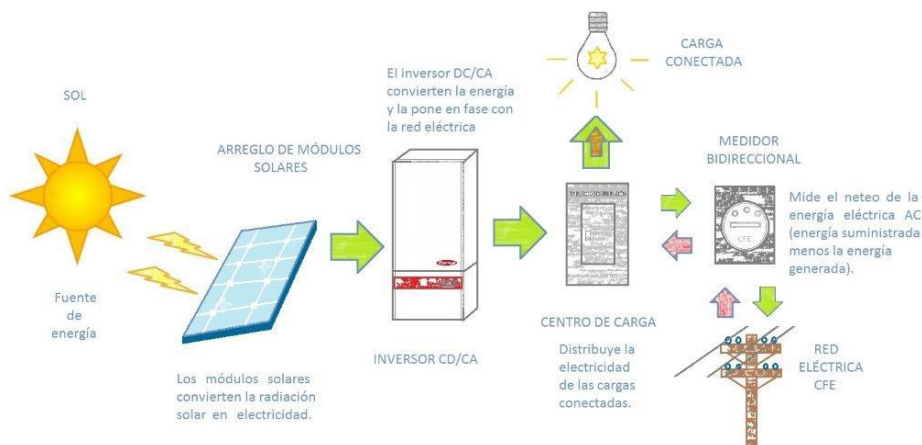 SOL
Fuente
de
energía
ARREGLO DE MÓDULOS
SOLARES
Los módulos solares
convierten la radiación
solar en electricidad.
El inversor DC/CA
convierten la energía
y la pone en fase con
la red eléctrica
INVERSOR CD/CA
CARGA
CONECTADA
CENTRO DE CARGA
Distribuye la
electricidad
de las cargas
conectadas.
MEDIDOR
BIDIRECCIONAL
CFE
Mide el neteo de la
energía eléctrica AC
(energía suministrada
menos la energía
generada).
RED
ELÉCTRICA
CFE